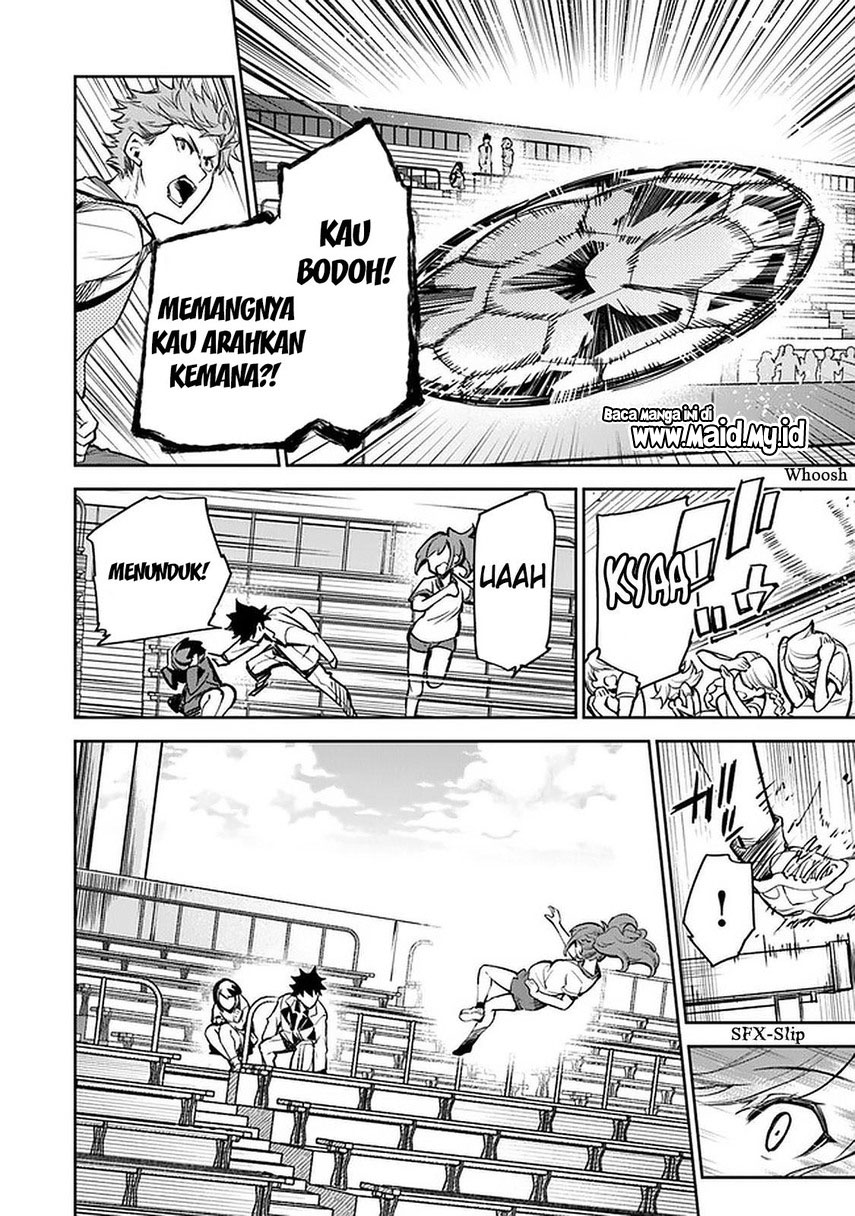 KAU
BODOH!
MEMANGNYA
KAU ARAHKAN
KEMANA?!
Baca Manga ini di
www.Maid.My.id
Whoosh
KYAA
UAAH
MENUNDUK!
!
SFX-Slip